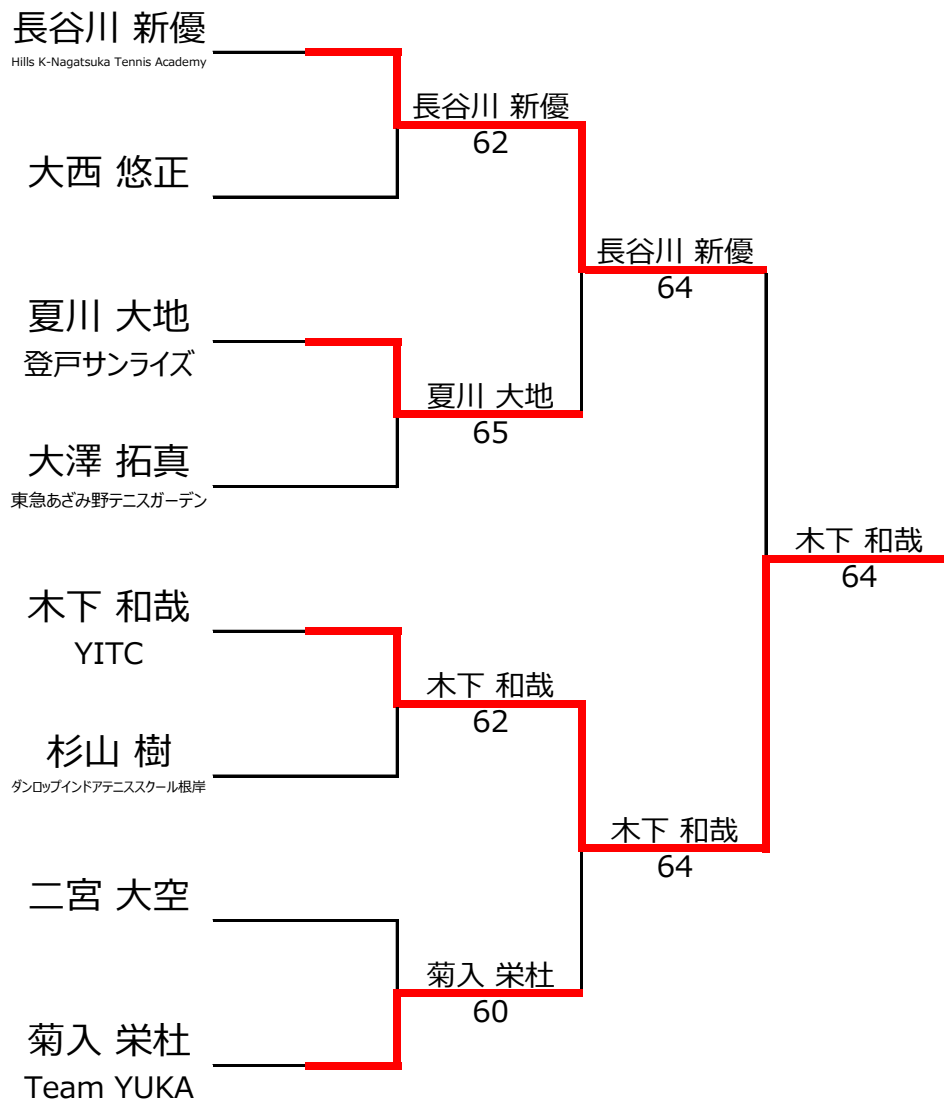 長谷川 新優
Hills K-Nagatsuka Tennis Academy
長谷川 新優
62
大西 悠正
長谷川 新優
64
夏川 大地
登戸サンライズ
夏川 大地
65
大澤 拓真
東急あざみ野テニスガーデン
木下 和哉
64
木下 和哉
YITC
木下 和哉
62
杉山 樹
ダンロップインドアテニススクール根岸
木下 和哉
64
二宮 大空
菊入 栄杜
60
菊入 栄杜
Team YUKA